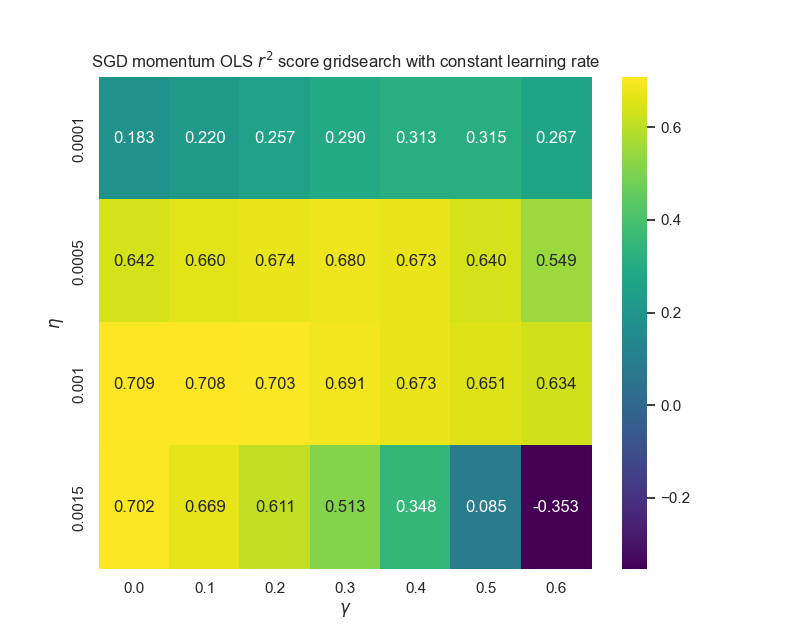 SGD momentum OLS r² score gridsearch with constant learning rate
0.0001 0.183 0.220 0.257 0.290 0.313 0.315 0.267
0.0005 0.642 0.660 0.674 0.680 0.673 0.640 0.549
0.001 0.709 0.708 0.703 0.691 0.673 0.651 0.634
0.0015 0.702 0.669 0.611 0.513 0.348 0.085 -0.353
η
0.0 0.1 0.2 0.3 0.4 0.5 0.6
γ
0.6
0.4
0.2
0.0
−0.2